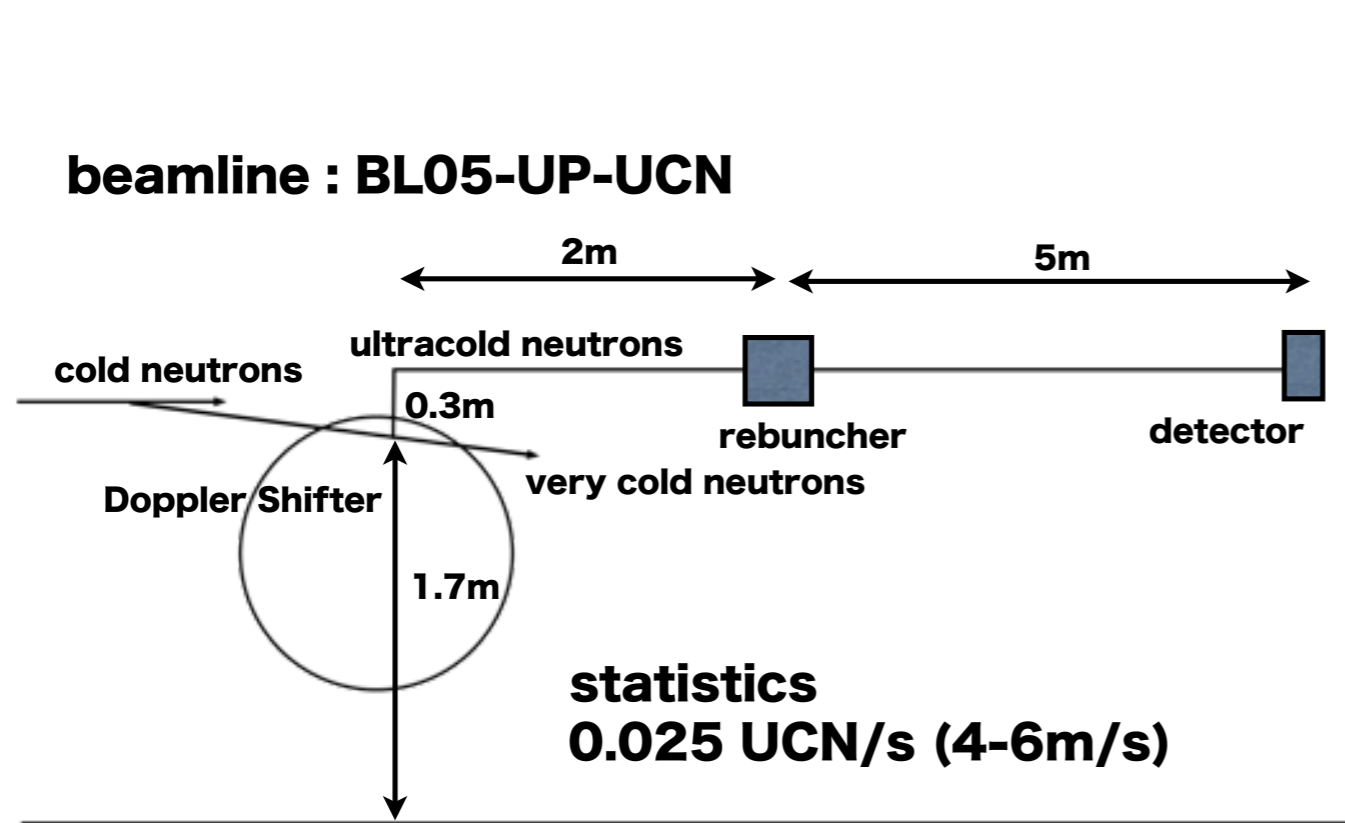 beamline : BL05-UP-UCN
2m
5m
ultracold neutrons
cold neutrons
0.3m
rebuncher
detector
very cold neutrons
Doppler Shifter
1.7m
statistics
0.025 UCN/s (4-6m/s)